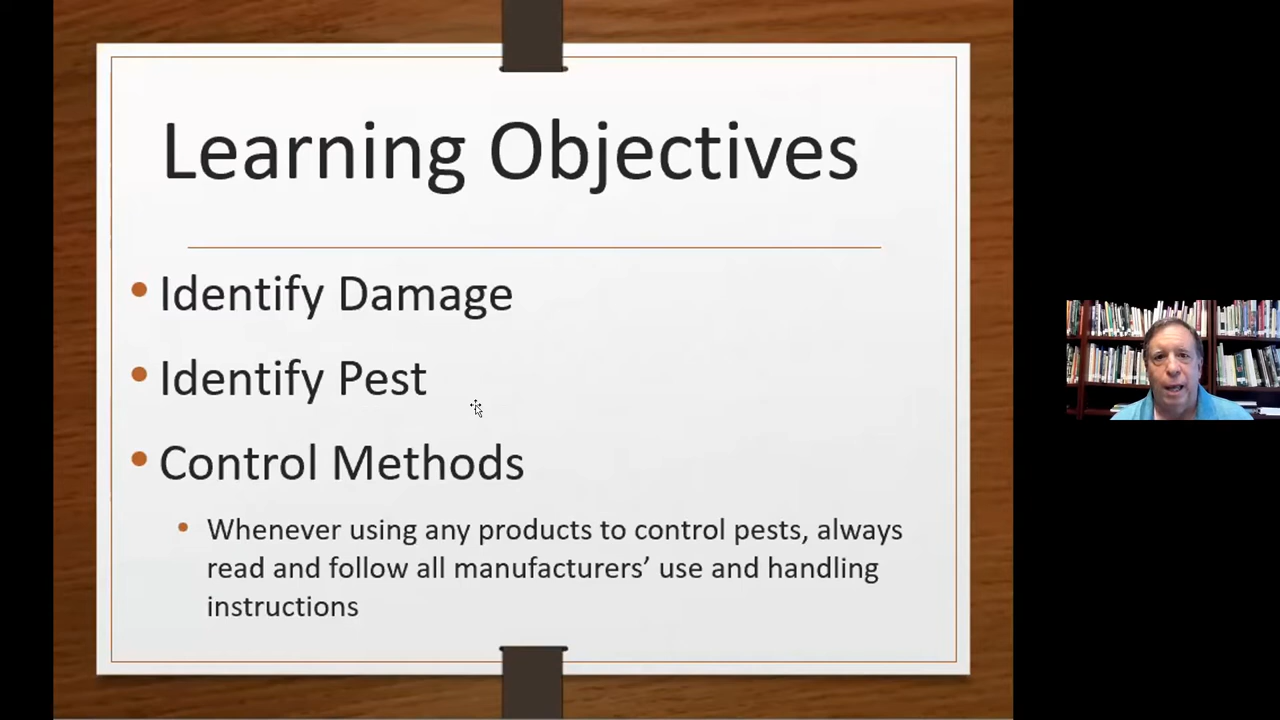 Learning Objectives
• Identify Damage
• Identify Pest
• Control Methods
• Whenever using any products to control pests, always
read and follow all manufacturers’ use and handling
instructions